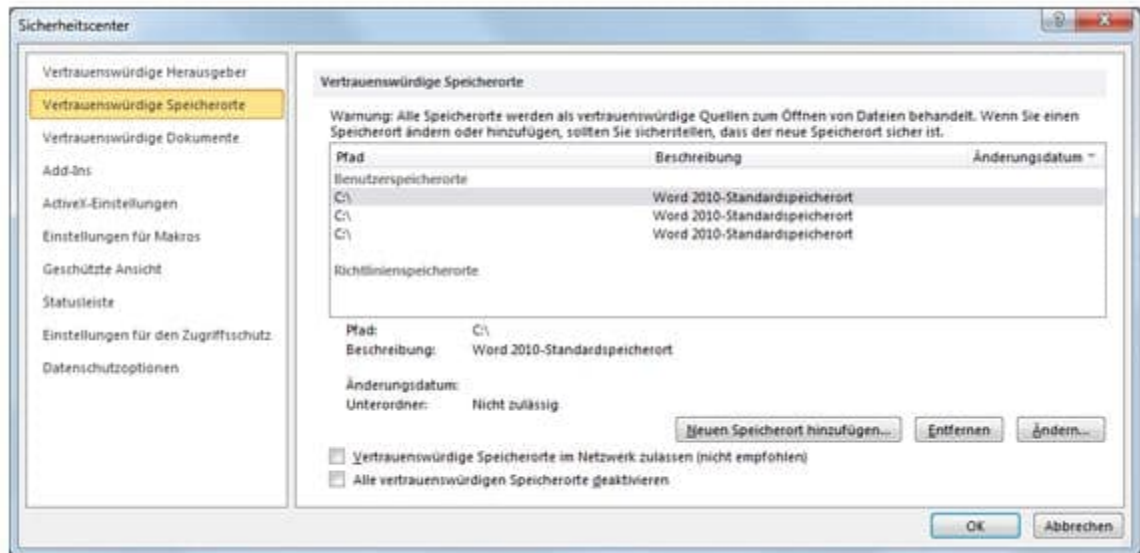 Sicherheitscenter
Vertrauenswürdige Herausgeber
Vertrauenswürdige Speicherorte
Vertrauenswürdige Dokumente
Add-Ins
ActiveX-Einstellungen
Einstellungen für Makros
Geschützte Ansicht
Statusleiste
Einstellungen für den Zugriffsschutz
Datenschutzoptionen
Vertrauenswürdige Speicherorte
Warnung: Alle Speicherorte werden als vertrauenswürdige Quellen zum Öffnen von Dateien behandelt. Wenn Sie einen
Speicherort ändern oder hinzufügen, sollten Sie sicherstellen, dass der neue Speicherort sicher ist.
Pfad Beschreibung Änderungsdatum
Benutzerspeicherorte
C:\ Word 2010-Standardspeicherort
C:\ Word 2010-Standardspeicherort
C:\ Word 2010-Standardspeicherort
Richtlinienspeicherorte
Pfad: C:\
Beschreibung: Word 2010-Standardspeicherort
Änderungsdatum:
Unterordner: Nicht zulässig
Neuen Speicherort hinzufügen... Entfernen Ändern...
Vertrauenswürdige Speicherorte im Netzwerk zulassen (nicht empfohlen)
Alle vertrauenswürdigen Speicherorte deaktivieren
OK Abbrechen